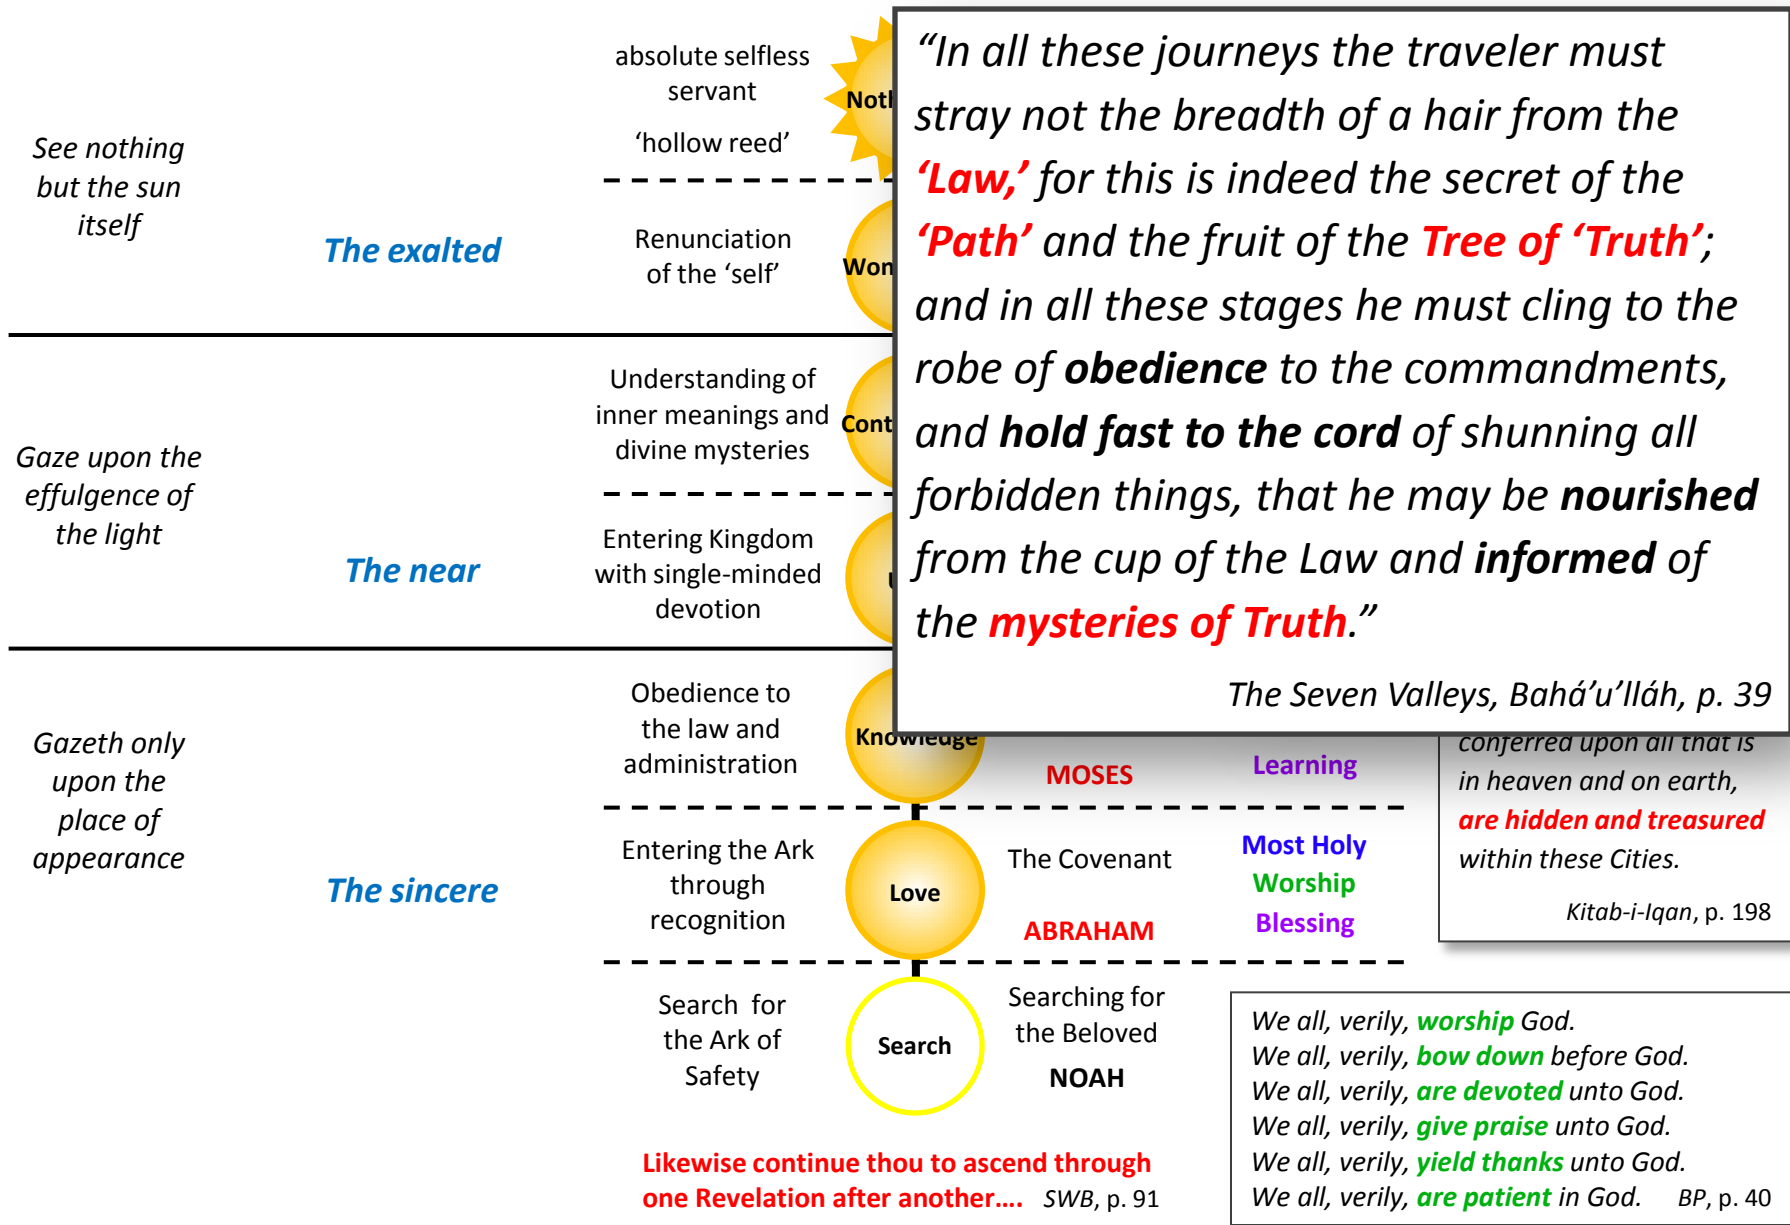 See nothing
but the sun
itself
The exalted
absolute selfless
servant
‘hollow reed’
Renunciation
of the ‘self’
Gaze upon the
effulgence of
the light
The near
Understanding of
inner meanings and
divine mysteries
Entering Kingdom
with single-minded
devotion
Gazeth only
upon the
place of
appearance
The sincere
Obedience to
the law and
administration
Knowledge
MOSES
Learning
Entering the Ark
through
recognition
Love
The Covenant
ABRAHAM
Most Holy
Worship
Blessing
Search for
the Ark of
Safety
Search
Searching for
the Beloved
NOAH
“In all these journeys the traveler must
stray not the breadth of a hair from the
‘Law,’ for this is indeed the secret of the
‘Path’ and the fruit of the Tree of ‘Truth’;
and in all these stages he must cling to the
robe of obedience to the commandments,
and hold fast to the cord of shunning all
forbidden things, that he may be nourished
from the cup of the Law and informed of
the mysteries of Truth.”
The Seven Valleys, Bahá’u’lláh, p. 39
conferred upon all that is
in heaven and on earth,
are hidden and treasured
within these Cities.
Kitab-i-Iqan, p. 198
We all, verily, worship God.
We all, verily, bow down before God.
We all, verily, are devoted unto God.
We all, verily, give praise unto God.
We all, verily, yield thanks unto God.
We all, verily, are patient in God. BP, p. 40
Likewise continue thou to ascend through
one Revelation after another…. SWB, p. 91